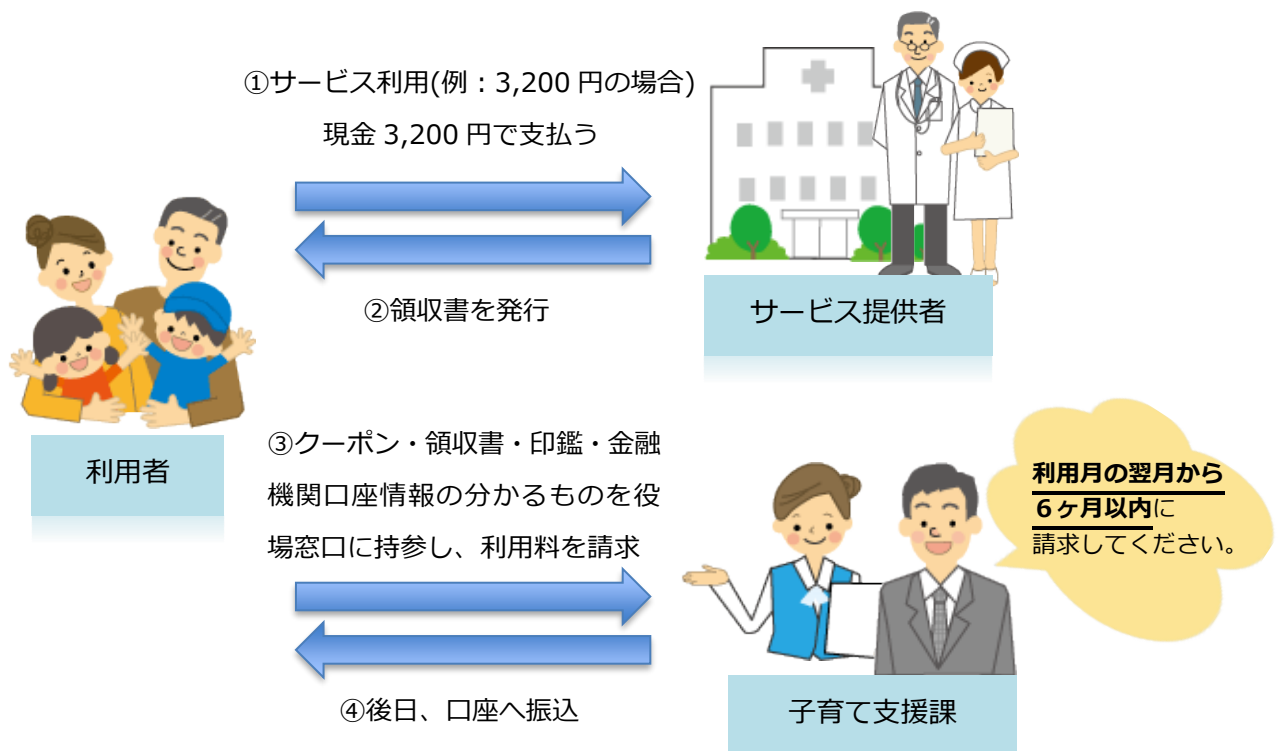 ①サービス利用(例：3,200 円の場合)
現金 3,200 円で支払う
②領収書を発行
サービス提供者
利用者
③クーポン・領収書・印鑑・金融
機関口座情報の分かるものを役
場窓口に持参し、利用料を請求
利用月の翌月から
６ヶ月以内に
請求してください。
④後日、口座へ振込
子育て支援課